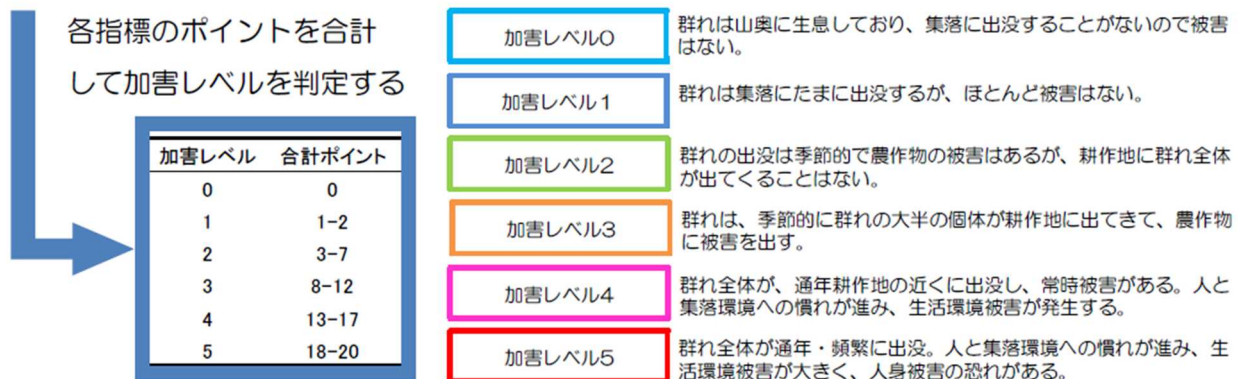 各指標のポイントを合計
して加害レベルを判定する
加害レベル 合計ポイント
0 0
1 1-2
2 3-7
3 8-12
4 13-17
5 18-20
加害レベル0
群れは山奥に生息しており、集落に出没することがないので被害
はない。
加害レベル1
群れは集落にたまに出没するが、ほとんど被害はない。
加害レベル2
群れの出没は季節的で農作物の被害はあるが、耕作地に群れ全体
が出てくることはない。
加害レベル3
群れは、季節的に群れの大半の個体が耕作地に出てきて、農作物
に被害を出す。
加害レベル4
群れ全体が、通年耕作地の近くに出没し、常時被害がある。人と
集落環境への慣れが進み、生活環境被害が発生する。
加害レベル5
群れ全体が通年・頻繁に出没。人と集落環境への慣れが進み、生
活環境被害が大きく、人身被害の恐れがある。